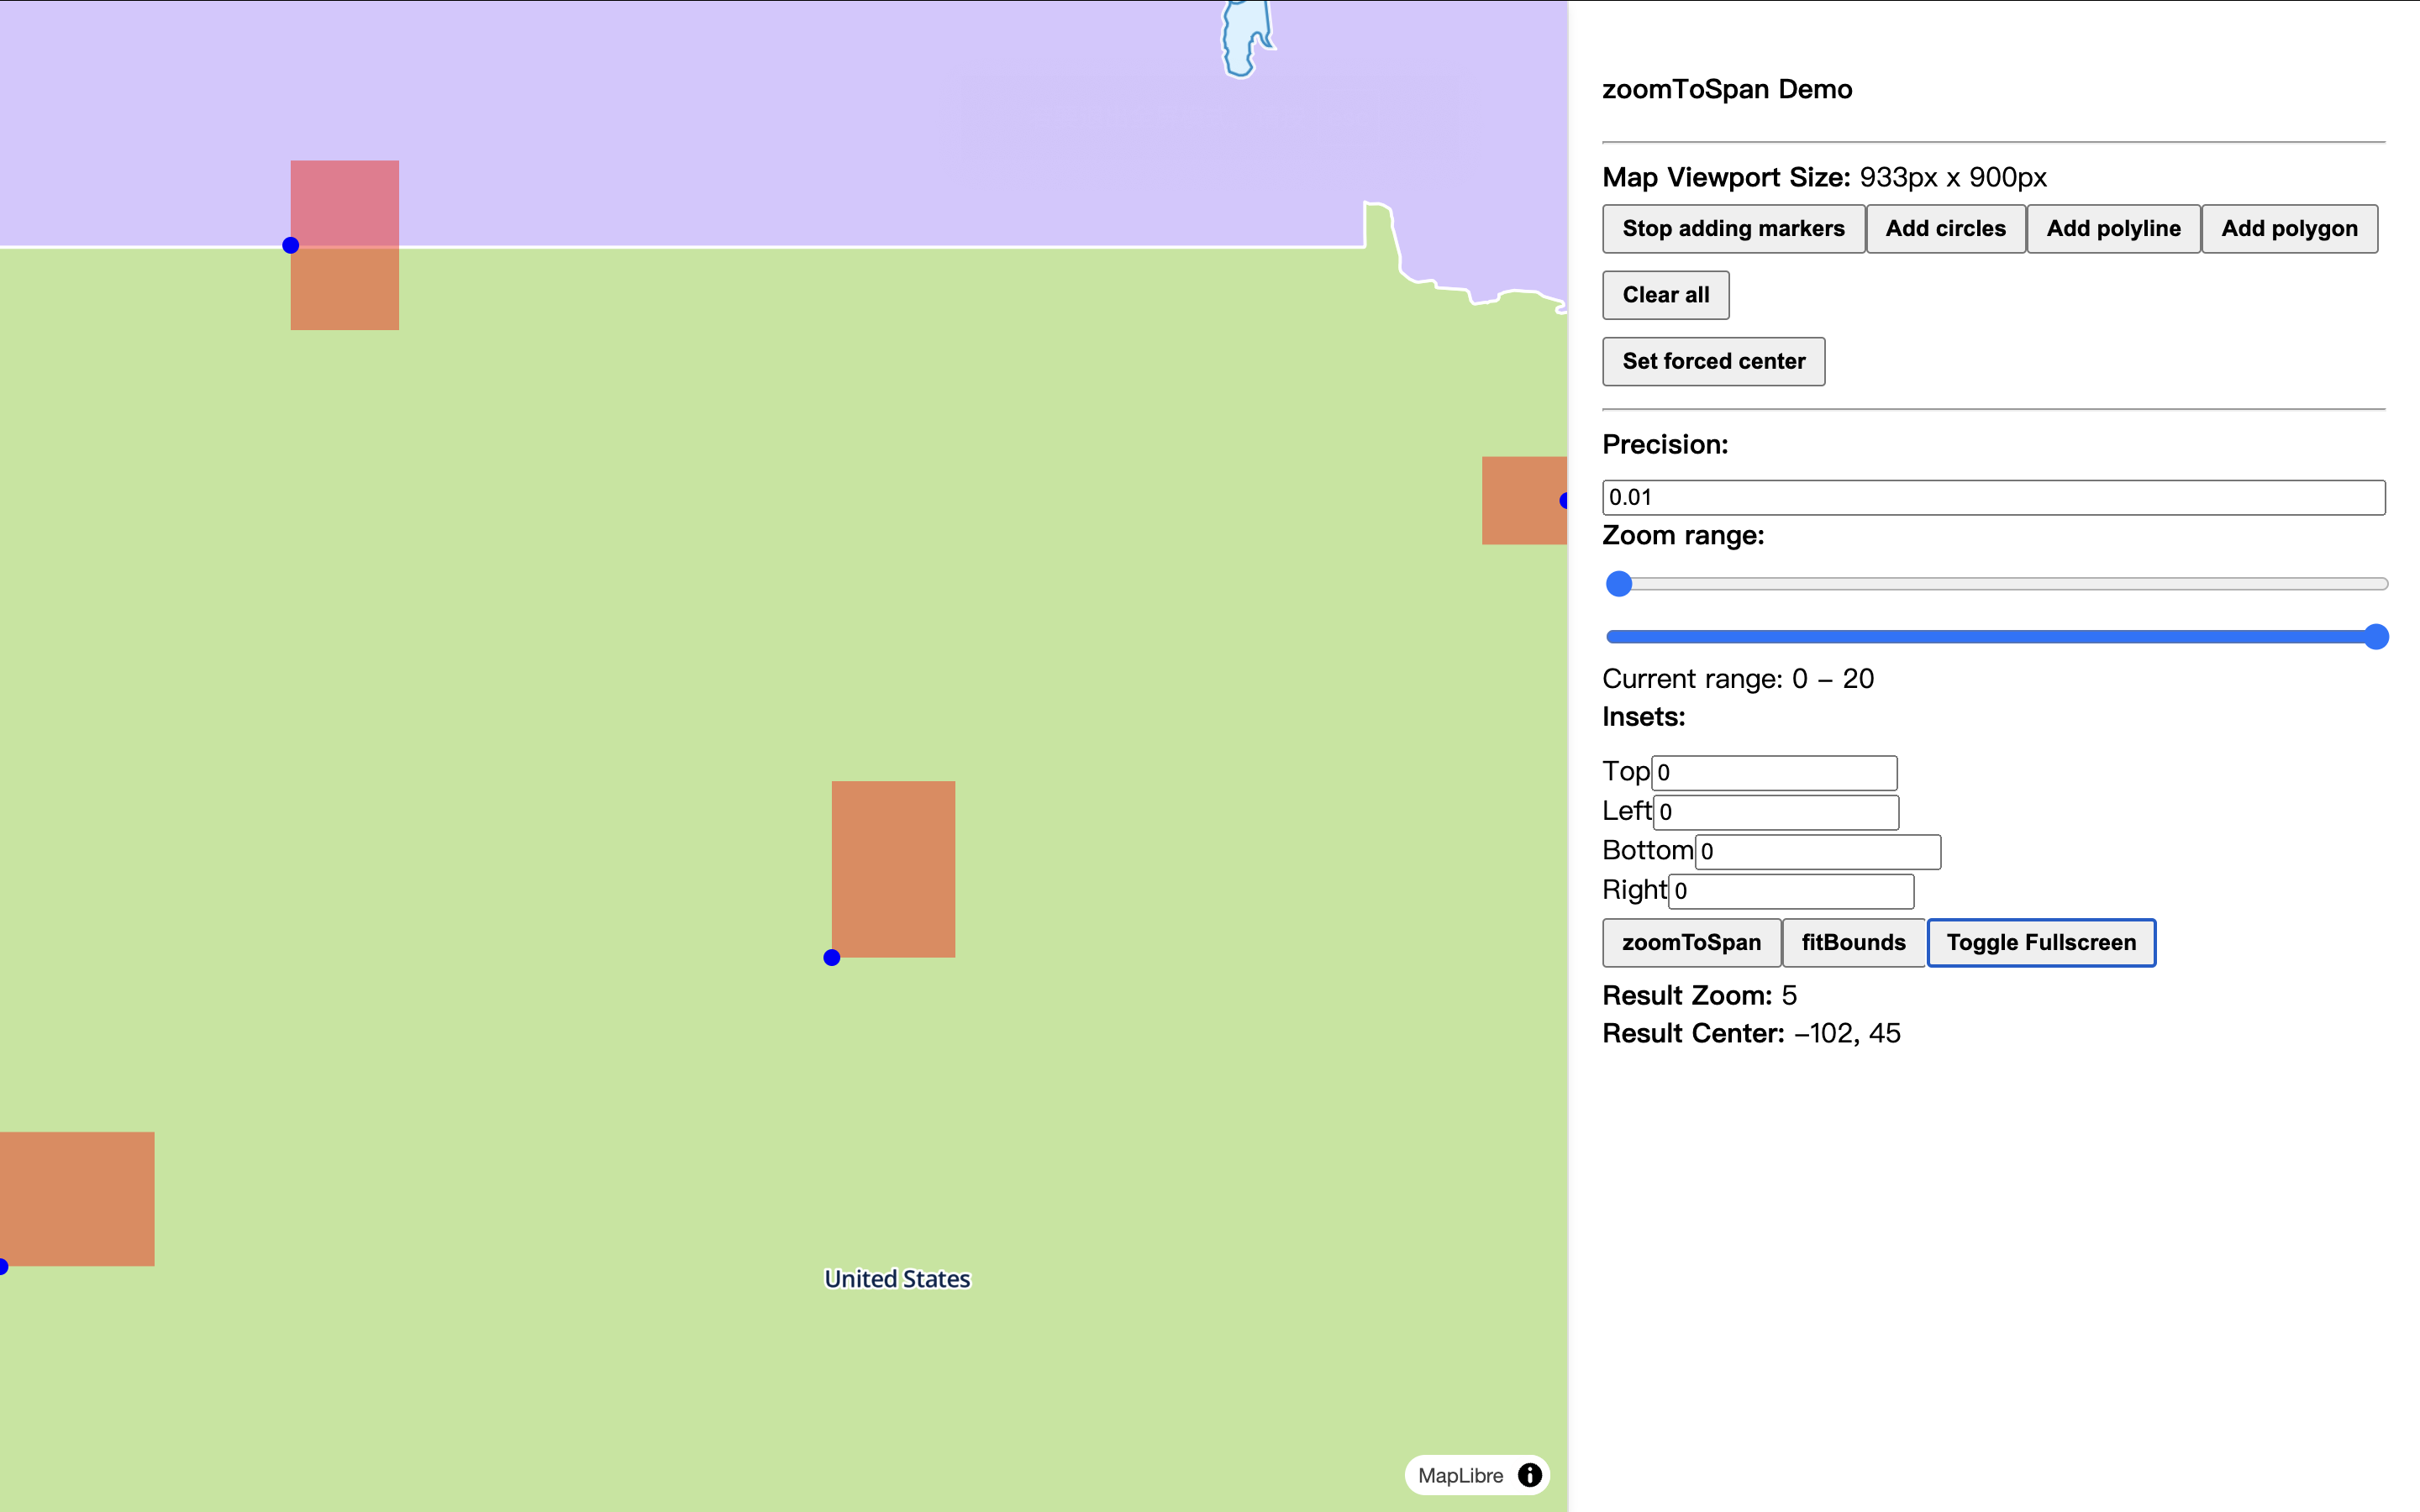 United States
MapLibre
zoomToSpan Demo
Map Viewport Size: 933px x 900px
Stop adding markers Add circles Add polyline Add polygon
Clear all
Set forced center
Precision:
0.01
Zoom range:
Current range: 0 – 20
Insets:
Top 0
Left 0
Bottom 0
Right 0
zoomToSpan fitBounds Toggle Fullscreen
Result Zoom: 5
Result Center: –102, 45